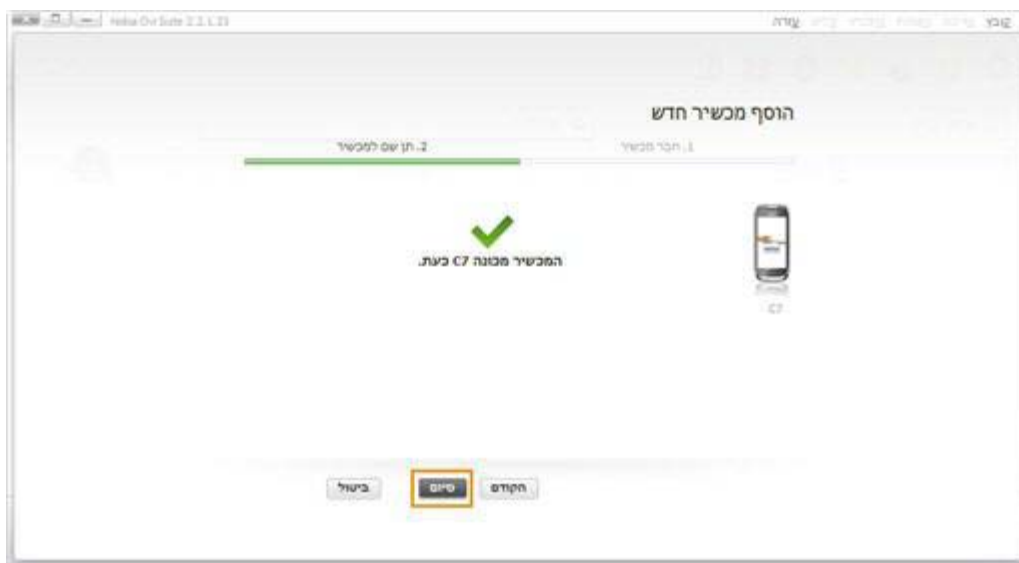 Nokia Ovi Suite 2.2.1.23
קובץ
עזרה
הוסף מכשיר חדש
1. חבר מכשיר
2. תן שם למכשיר
המכשיר מכונה C7 כעת.
C7
הקודם
סיום
ביטול